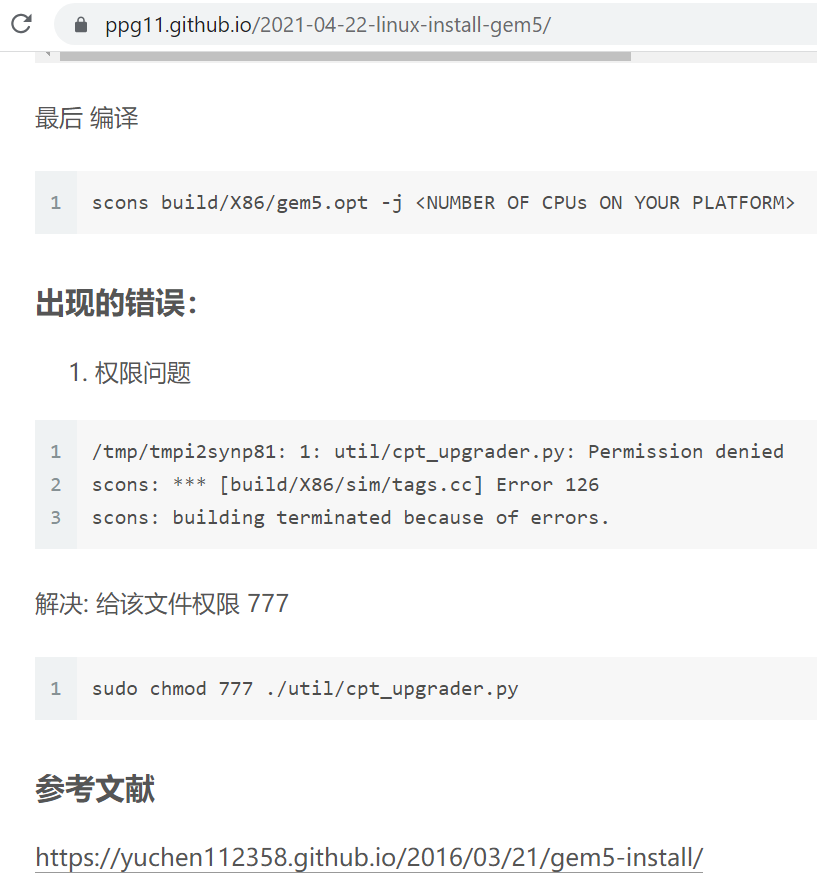 ppg11.github.io/2021-04-22-linux-install-gem5/
最后 编译
1 scons build/X86/gem5.opt -j <NUMBER OF CPUs ON YOUR PLATFORM>
出现的错误：
1. 权限问题
1 /tmp/tmpi2synp81: 1: util/cpt_upgrader.py: Permission denied
2 scons: *** [build/X86/sim/tags.cc] Error 126
3 scons: building terminated because of errors.
解决: 给该文件权限 777
1 sudo chmod 777 ./util/cpt_upgrader.py
参考文献
https://yuchen112358.github.io/2016/03/21/gem5-install/